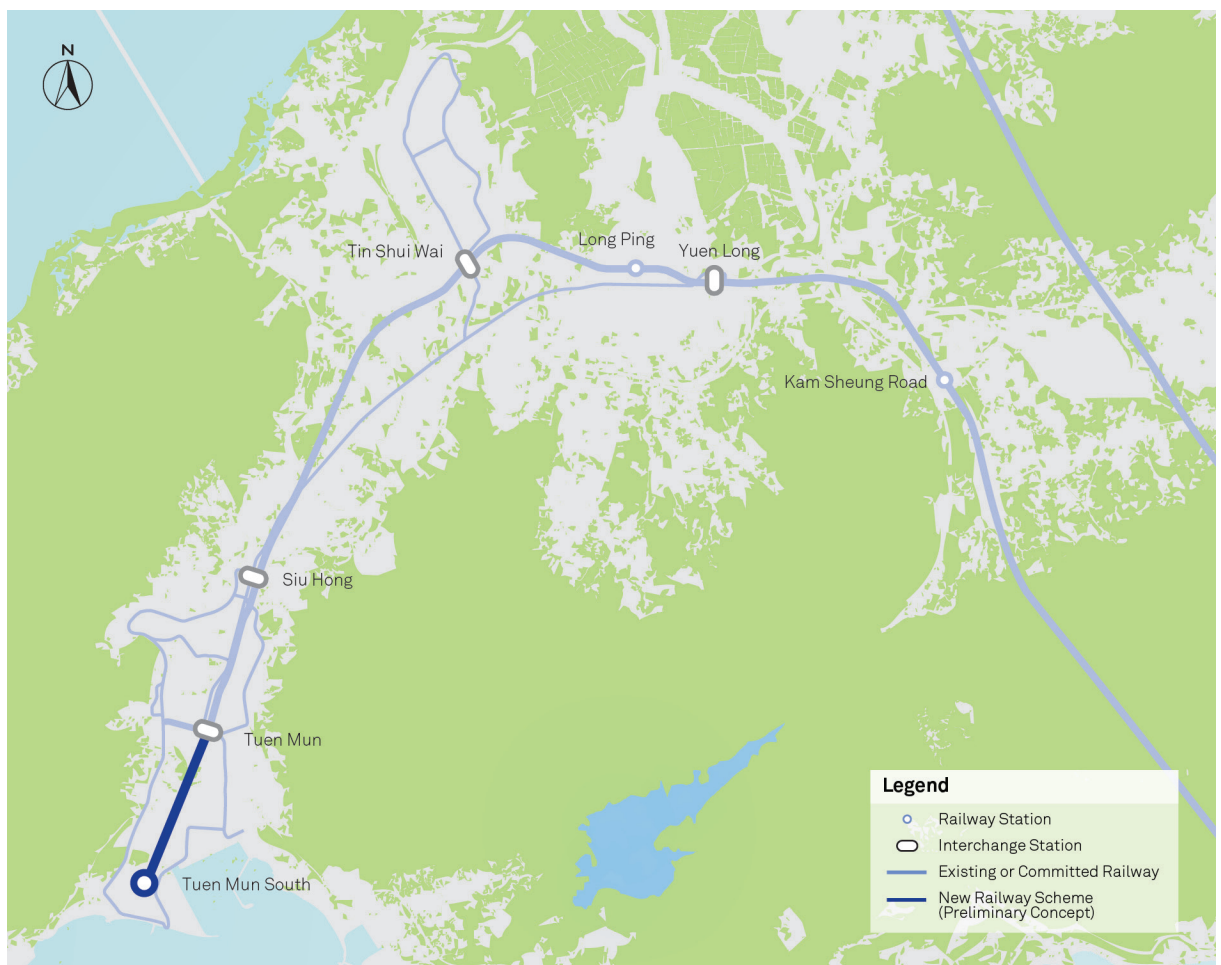 N
Tin Shui Wai
Long Ping
Yuen Long
Kam Sheung Road
Siu Hong
Tuen Mun
Tuen Mun South
Legend
Railway Station
Interchange Station
Existing or Committed Railway
New Railway Scheme
(Preliminary Concept)